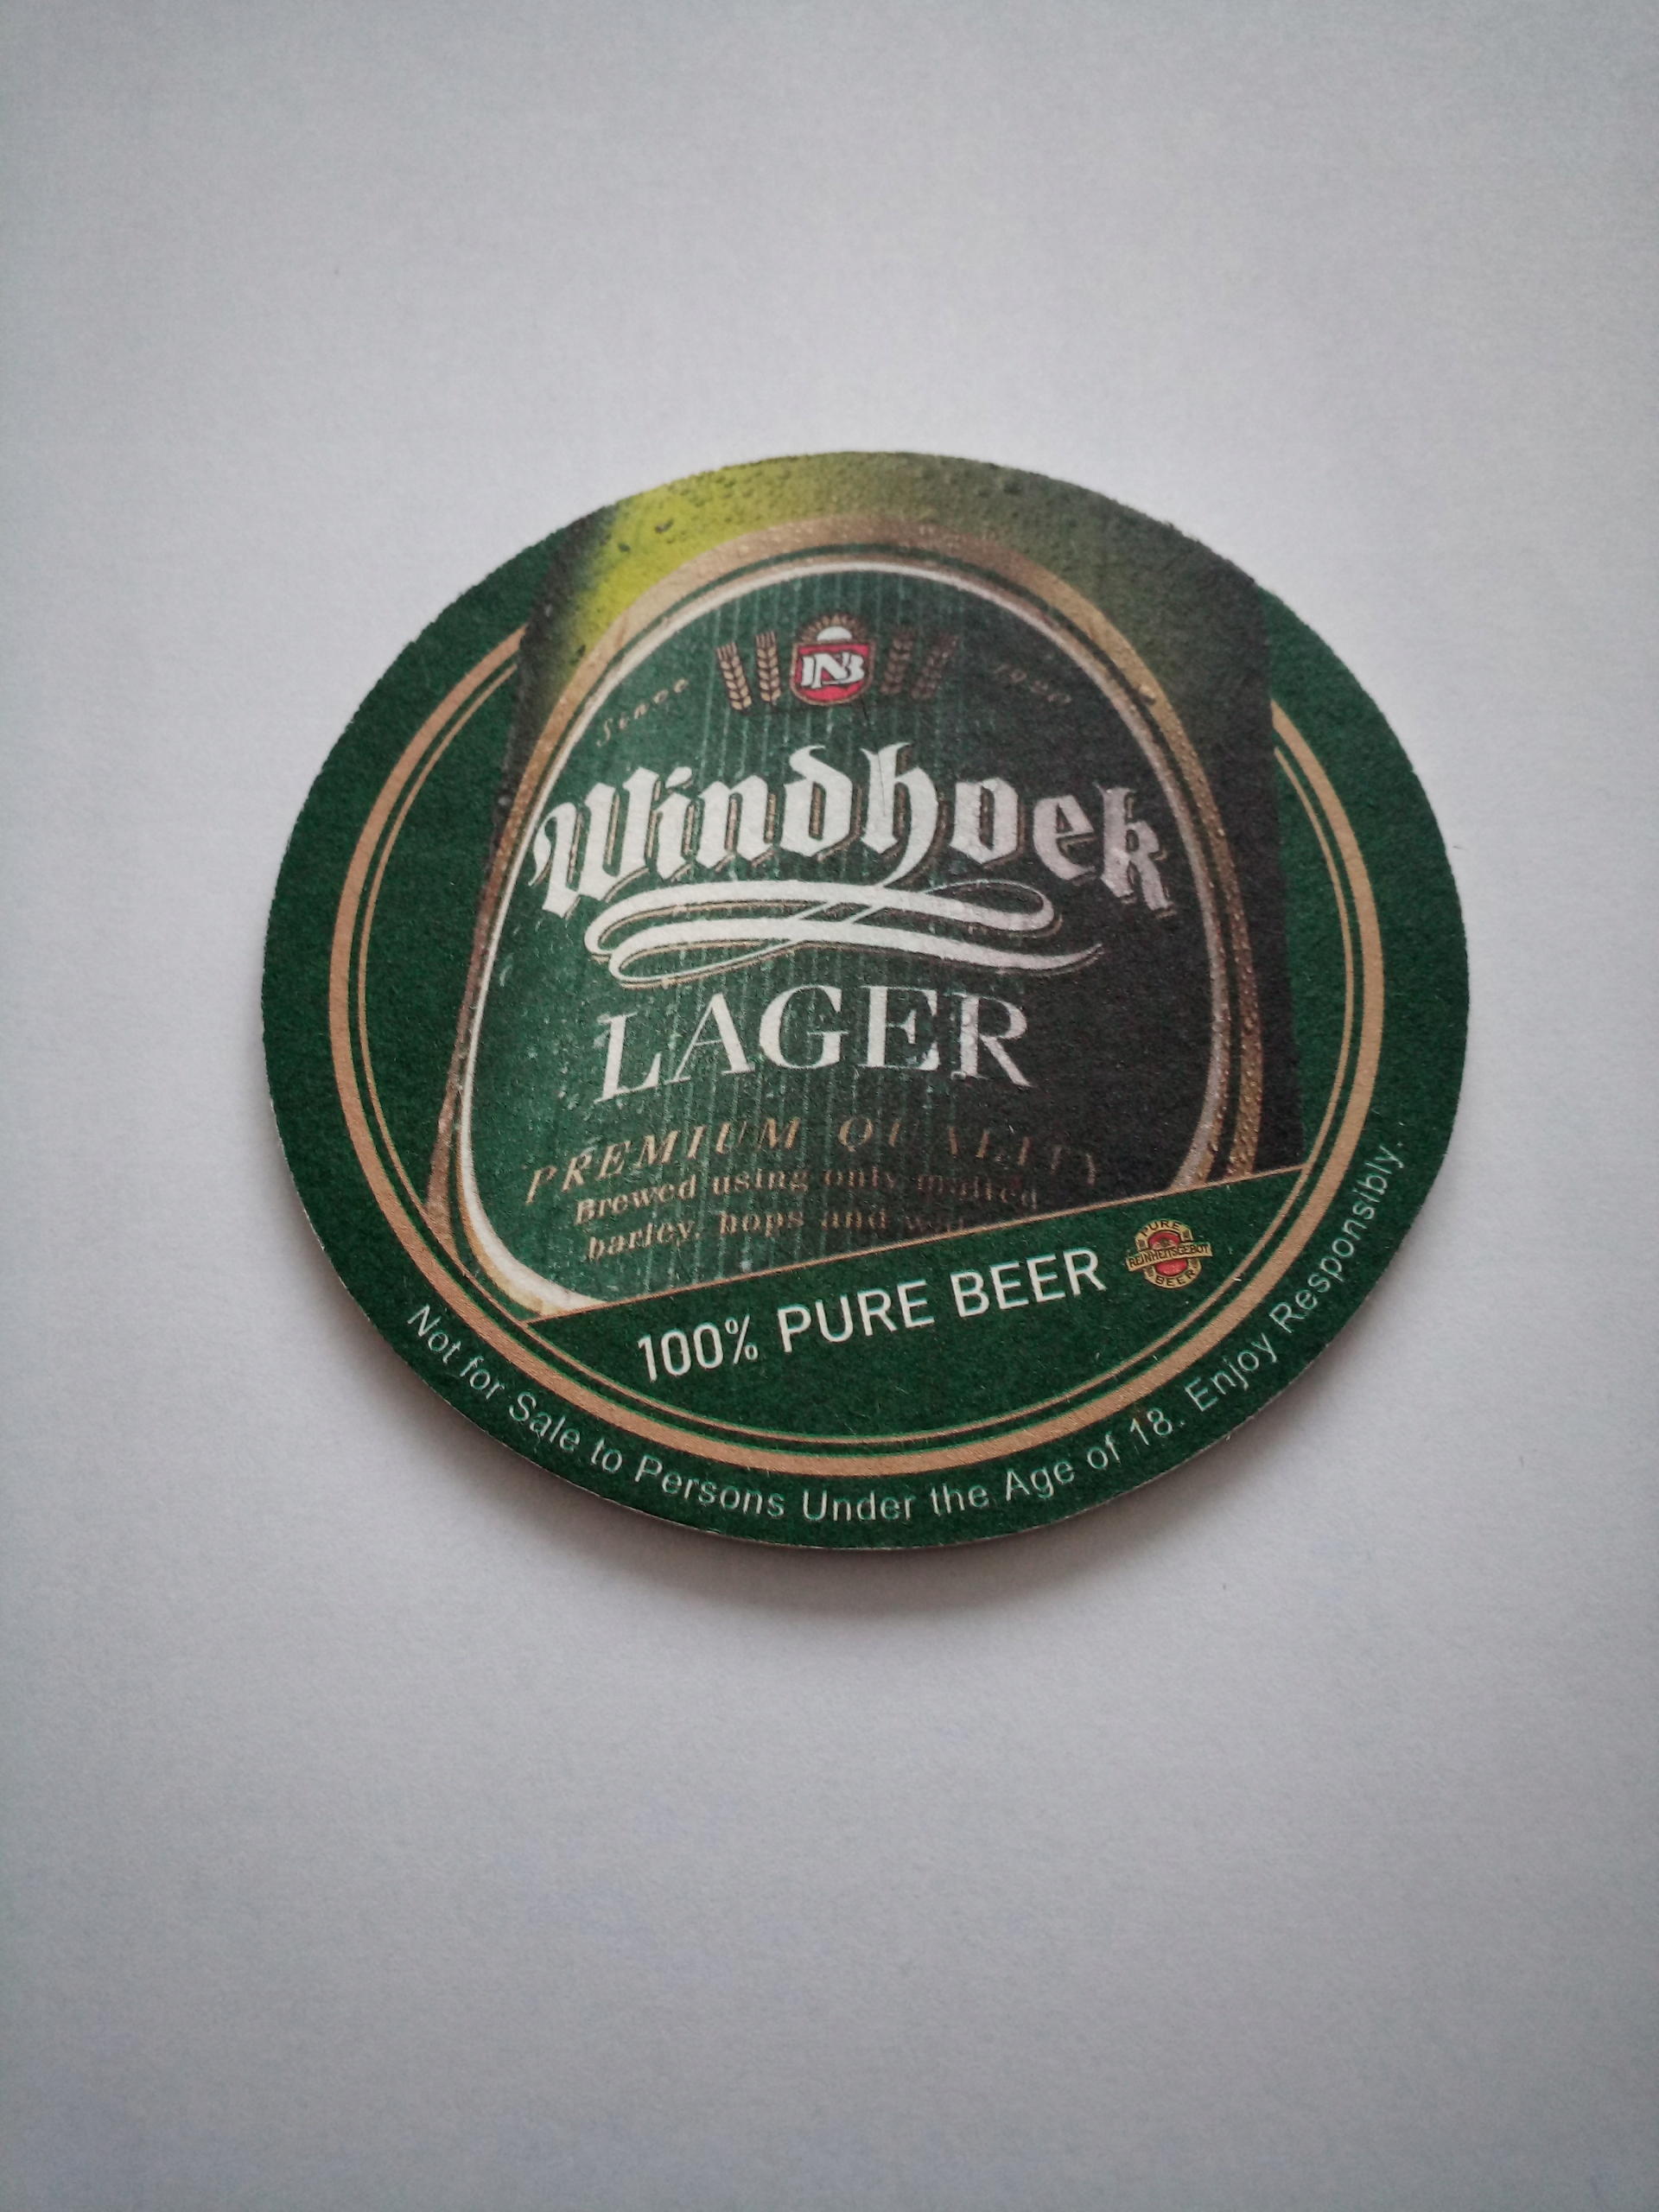 Since 1920
NB
Windhoek
LAGER
PREMIUM QUALITY
Brewed using only malted
barley, hops and
100% PURE BEER
PURE
REINHEITSGEBOT
BEER
Not for Sale to Persons Under the Age of 18. Enjoy Responsibly.